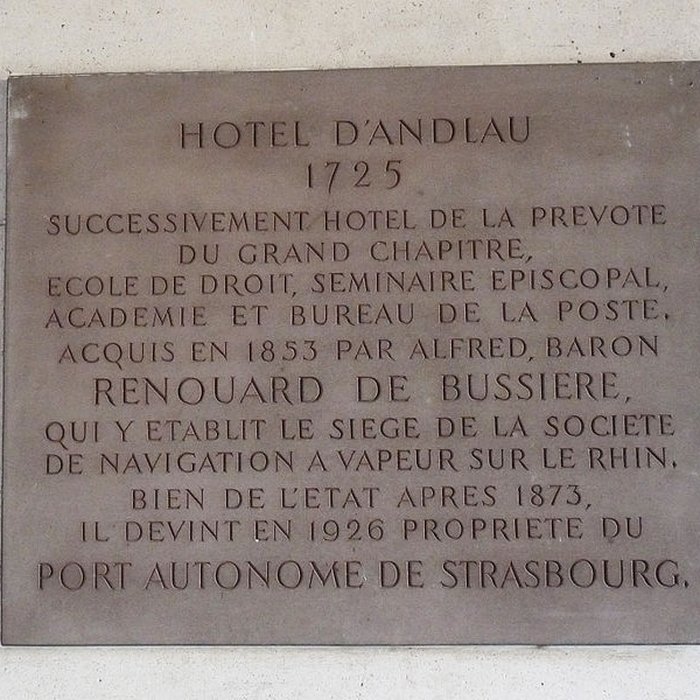 HOTEL D'ANDLAU
1725
SUCCESSIVEMENT HOTEL DE LA PREVOTE
DU GRAND CHAPITRE,
ECOLE DE DROIT, SEMINAIRE EPISCOPAL,
ACADEMIE ET BUREAU DE LA POSTE.
ACQUIS EN 1853 PAR ALFRED, BARON
RENOUARD DE BUSSIERE,
QUI Y ETABLIT LE SIEGE DE LA SOCIETE
DE NAVIGATION A VAPEUR SUR LE RHIN.
BIEN DE L'ETAT APRES 1873,
IL DEVINT EN 1926 PROPRIETE DU
PORT AUTONOME DE STRASBOURG.